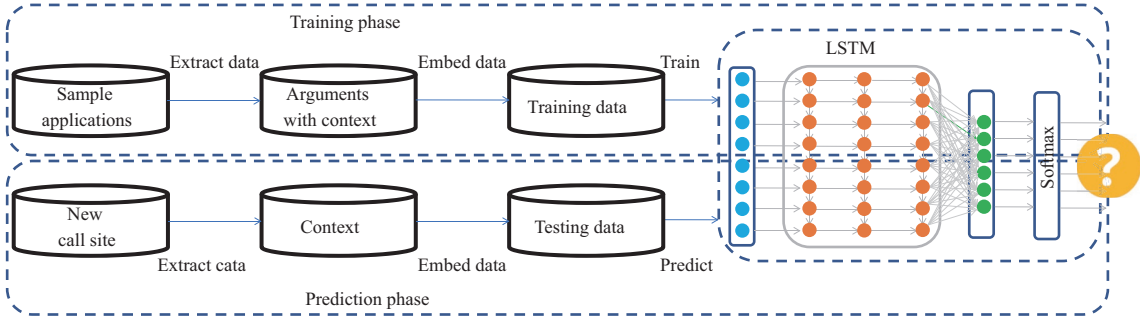 Training phase
LSTM
Extract data
Embed data
Train
Sample
applications
Arguments
with context
Training data
Softmax
?
New
call site
Context
Testing data
Extract cata
Embed data
Predict
Prediction phase